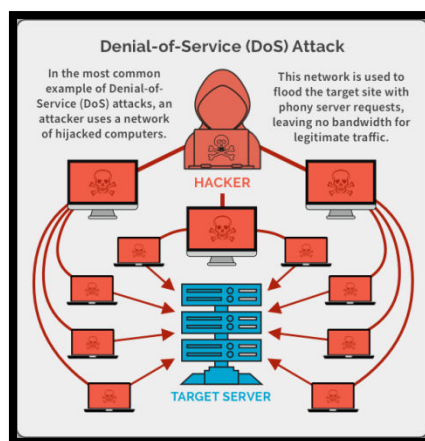 Denial-of-Service (DoS) Attack
In the most common
example of Denial-of-
Service (DoS) attacks, an
attacker uses a network
of hijacked computers.
This network is used to
flood the target site with
phony server requests,
leaving no bandwidth for
legitimate traffic.
HACKER
TARGET SERVER